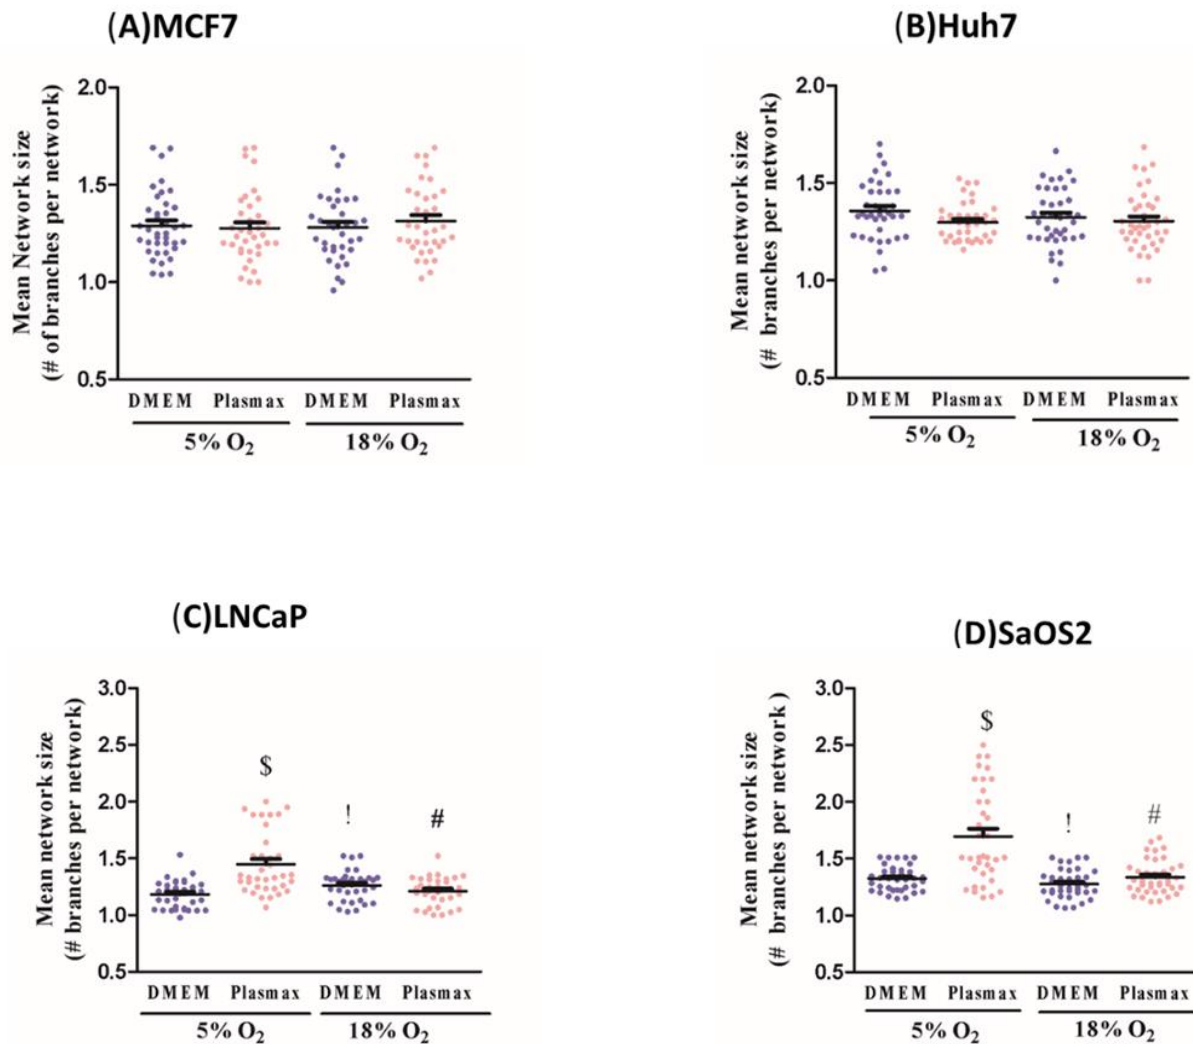 (A)MCF7
Mean Network size
(# of branches per network)
2.0
1.5
1.0
0.5
DMEM Plasmax DMEM Plasmax
5% O2 18% O2
(B)Huh7
Mean network size
(# branches per network)
2.0
1.5
1.0
0.5
DMEM Plasmax DMEM Plasmax
5% O2 18% O2
(C)LNCaP
Mean network size
(# branches per network)
3.0
2.5
2.0
1.5
1.0
0.5
$
!
#
DMEM Plasmax DMEM Plasmax
5% O2 18% O2
(D)SaOS2
Mean network size
(# branches per network )
3.0
2.5
2.0
1.5
1.0
0.5
$
!
#
DMEM Plasmax DMEM Plasmax
5% O2 18% O2